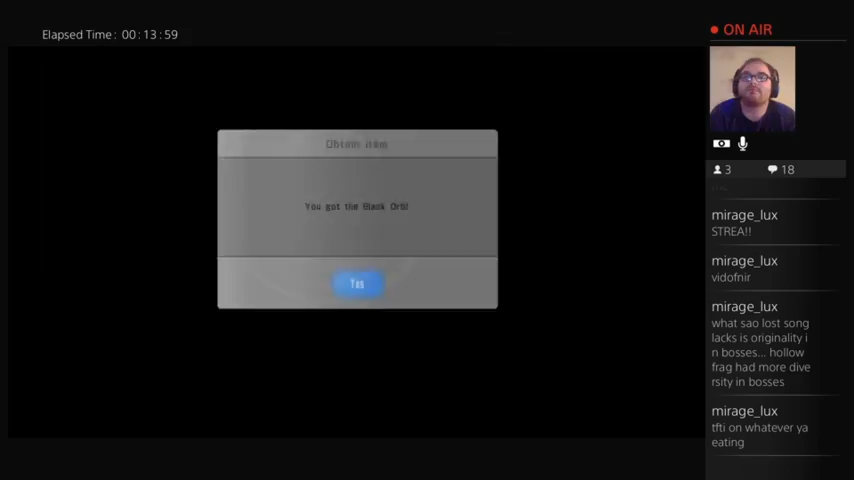 Elapsed Time: 00:13:59
ON AIR
Obtain item
You got the Black Orb!
Yes
3
18
mirage_lux
STREA!!
mirage_lux
vidofnir
mirage_lux
what sao lost song
lacks is originality i
n bosses... hollow
frag had more dive
rsity in bosses
mirage_lux
tfti on whatever ya
eating